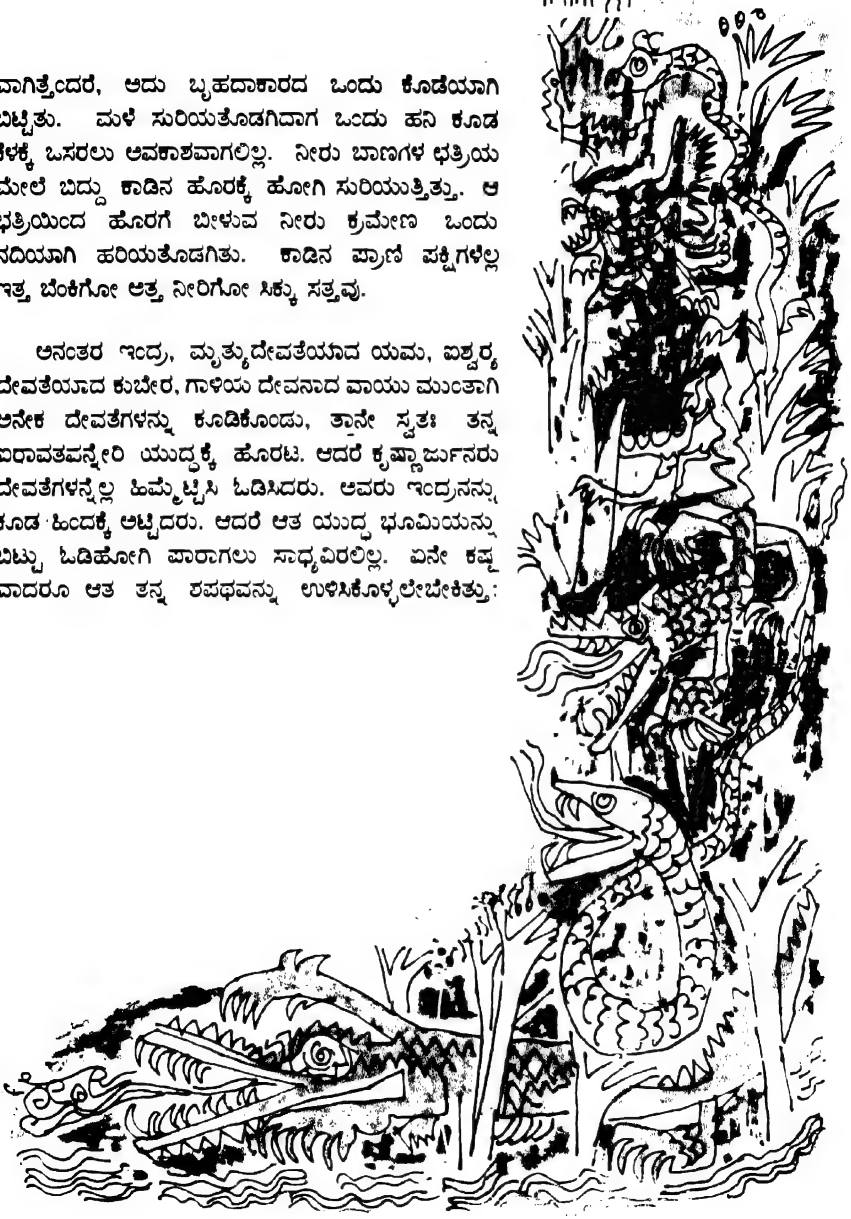 ವಾಗಿತ್ತೆಂದರೆ, ಅದು ಬೃಹದಾಕಾರದ ಒಂದು ಕೊಡೆಯಾಗಿ
ಬಿಟ್ಟಿತು. ಮಳೆ ಸುರಿಯತೊಡಗಿದಾಗ ಒಂದು ಹನಿ ಕೂಡ
ಕೆಳಕ್ಕೆ ಒಸರಲು ಅವಕಾಶವಾಗಲಿಲ್ಲ. ನೀರು ಬಾಣಗಳ ಛತ್ರಿಯ
ಮೇಲೆ ಬಿದ್ದು ಕಾಡಿನ ಹೊರಕ್ಕೆ ಹೋಗಿ ಸುರಿಯುತ್ತಿತ್ತು. ಆ
ಛತ್ರಿಯಿಂದ ಹೊರಗೆ ಬೀಳುವ ನೀರು ಕ್ರಮೇಣ ಒಂದು
ನದಿಯಾಗಿ ಹರಿಯತೊಡಗಿತು. ಕಾಡಿನ ಪ್ರಾಣಿ ಪಕ್ಷಿಗಳೆಲ್ಲ
ಇತ್ತ ಬೆಂಕಿಗೋ ಅತ್ತ ನೀರಿಗೋ ಸಿಕ್ಕು ಸತ್ತವು.
ಅನಂತರ ಇಂದ್ರ, ಮೃತ್ಯುದೇವತೆಯಾದ ಯಮ, ಐಶ್ವರ್ಯ
ದೇವತೆಯಾದ ಕುಬೇರ, ಗಾಳಿಯ ದೇವನಾದ ವಾಯು ಮುಂತಾಗಿ
ಅನೇಕ ದೇವತೆಗಳನ್ನು ಕೂಡಿಕೊಂಡು, ತಾನೇ ಸ್ವತಃ ತನ್ನ
ಐರಾವತವನ್ನೇರಿ ಯುದ್ಧಕ್ಕೆ ಹೊರಟ. ಆದರೆ ಕೃಷ್ಣಾರ್ಜುನರು
ದೇವತೆಗಳನ್ನೆಲ್ಲ ಹಿಮ್ಮೆಟ್ಟಿಸಿ ಓಡಿಸಿದರು. ಅವರು ಇಂದ್ರನನ್ನು
ಕೂಡ ಹಿಂದಕ್ಕೆ ಅಟ್ಟಿದರು. ಆದರೆ ಆತ ಯುದ್ಧ ಭೂಮಿಯನ್ನು
ಬಿಟ್ಟು ಓಡಿಹೋಗಿ ಪಾರಾಗಲು ಸಾಧ್ಯವಿರಲಿಲ್ಲ. ಏನೇ ಕಷ್ಟ
ವಾದರೂ ಆತ ತನ್ನ ಶಪಥವನ್ನು ಉಳಿಸಿಕೊಳ್ಳಲೇಬೇಕಿತ್ತು: